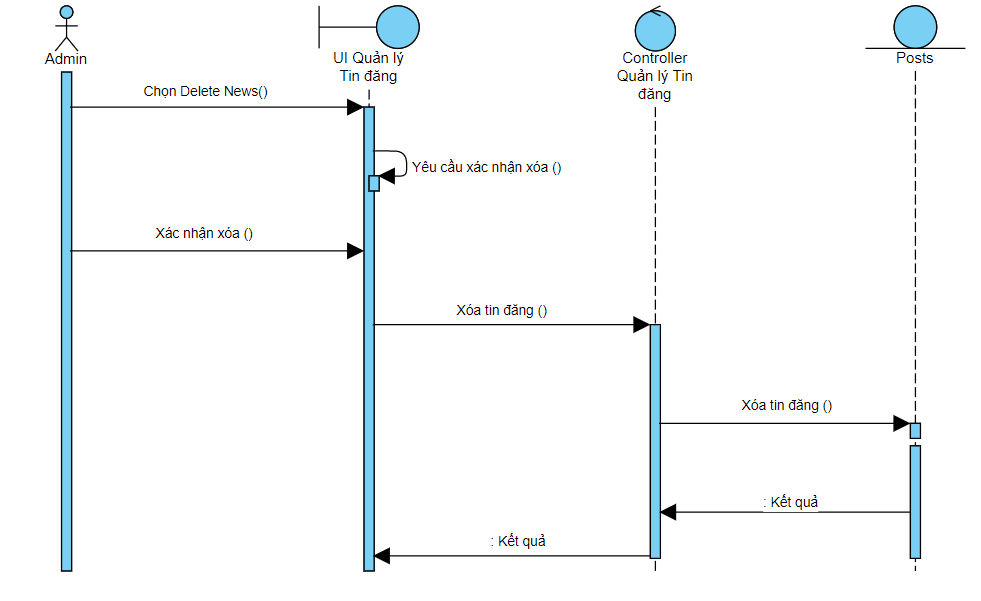 Admin
UI Quản lý
Tin đăng
Controller
Quản lý Tin
đăng
Posts
Chọn Delete News()
Yêu cầu xác nhận xóa ()
Xác nhận xóa ()
Xóa tin đăng ()
Xóa tin đăng ()
: Kết quả
: Kết quả